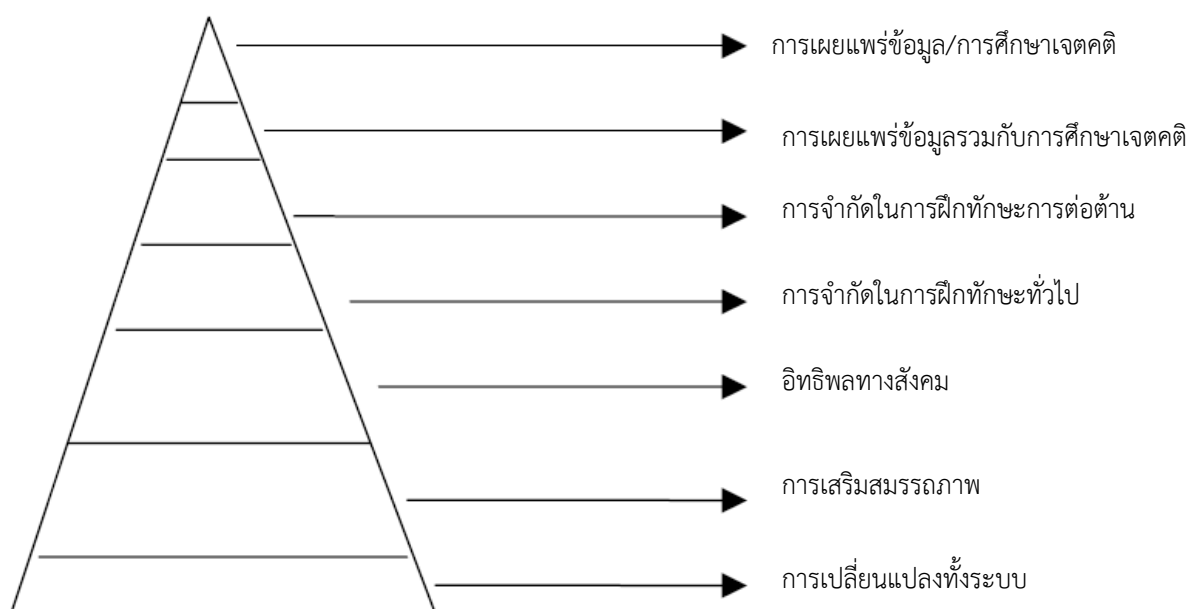 การเผยแพร่ข้อมูล/การศึกษาเจตคติ
การเผยแพร่ข้อมูลรวมกับการศึกษาเจตคติ
การจำกัดในการฝึกทักษะการต่อต้าน
การจำกัดในการฝึกทักษะทั่วไป
อิทธิพลทางสังคม
การเสริมสมรรถภาพ
การเปลี่ยนแปลงทั้งระบบ